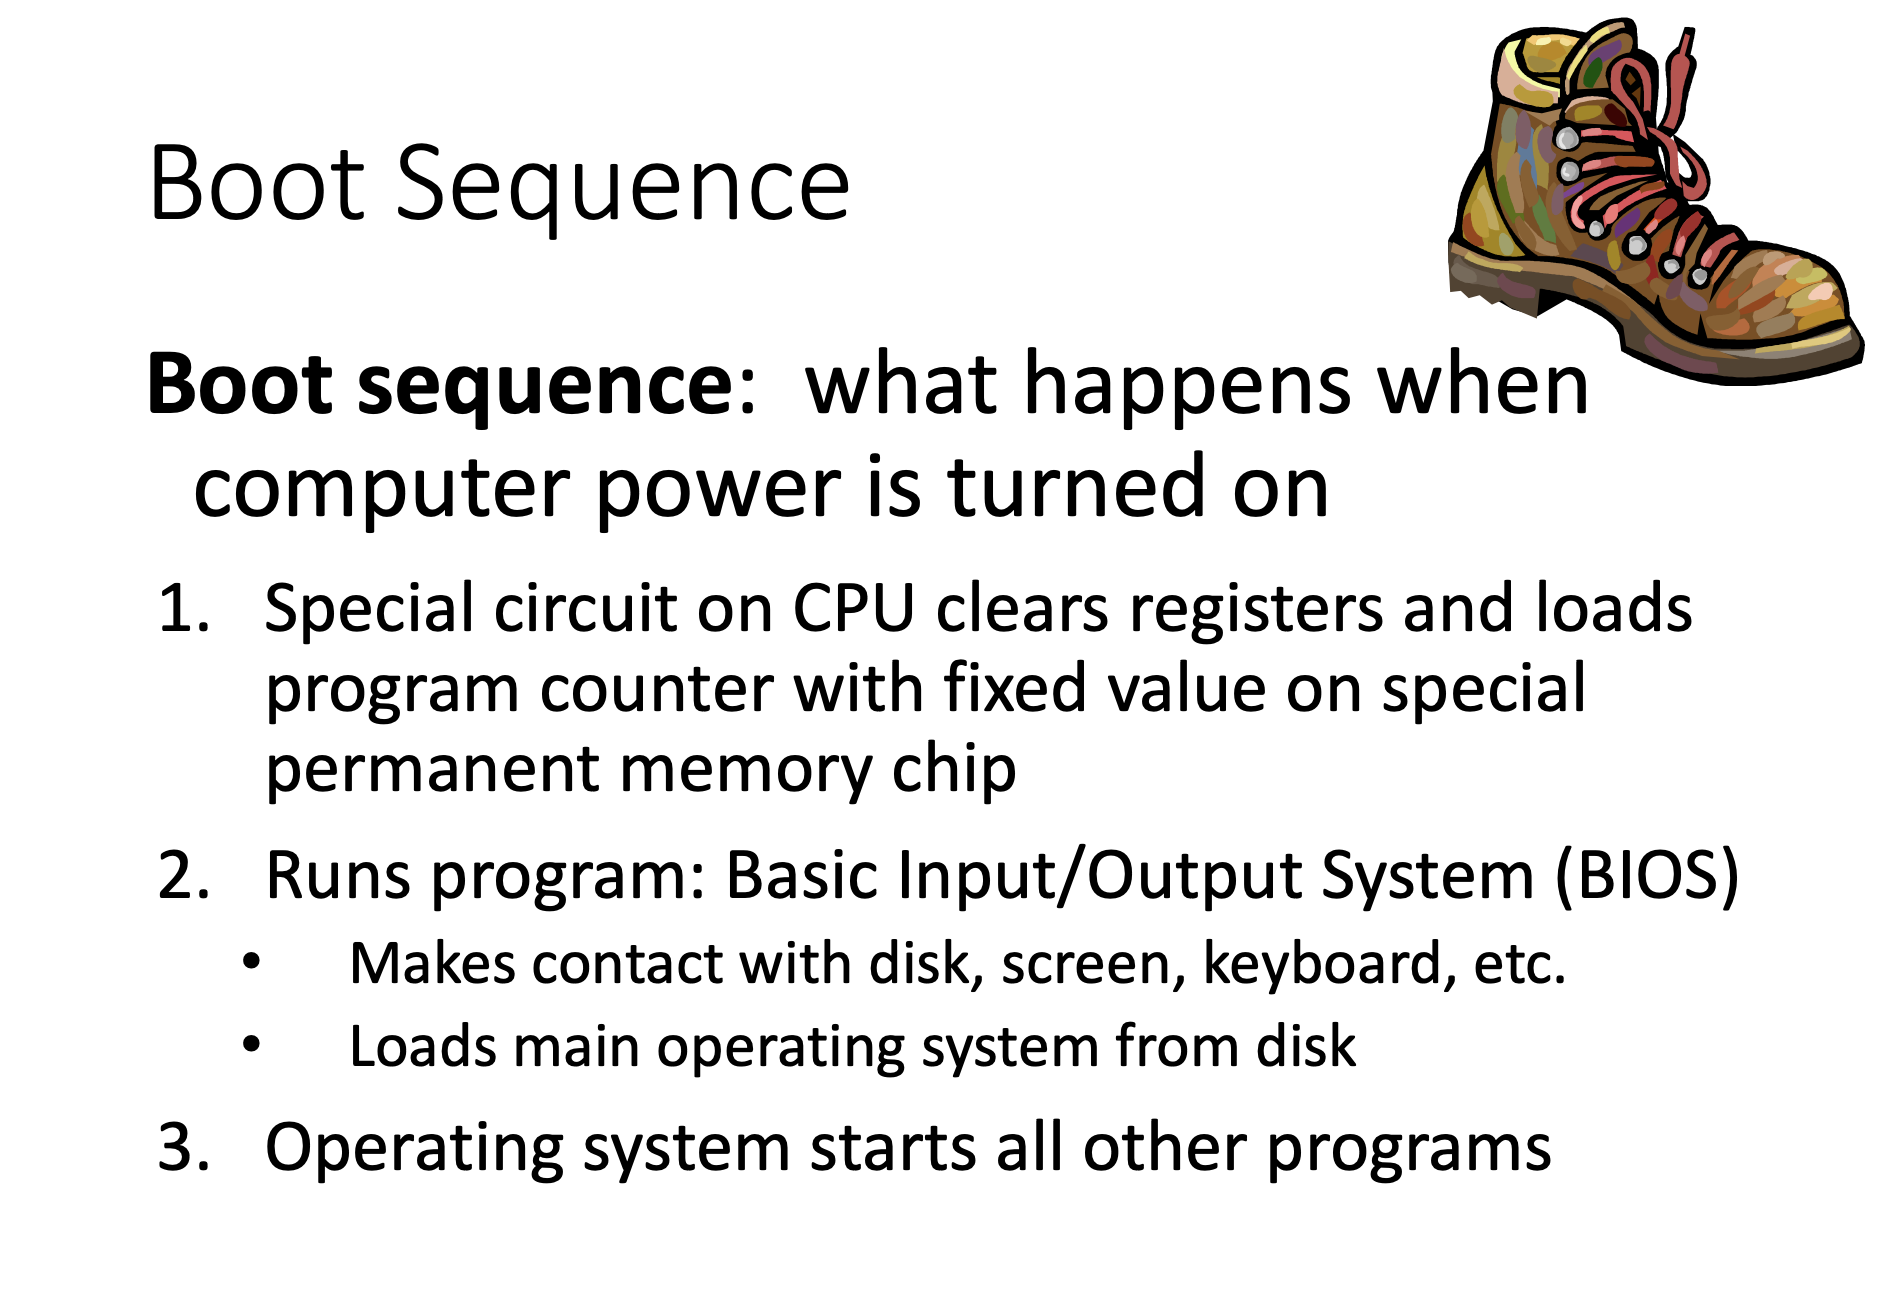 Boot Sequence
Boot sequence:  what happens when
computer power is turned on
1. Special circuit on CPU clears registers and loads
program counter with fixed value on special
permanent memory chip
2. Runs program: Basic Input/Output System (BIOS)
• Makes contact with disk, screen, keyboard, etc.
• Loads main operating system from disk
3. Operating system starts all other programs